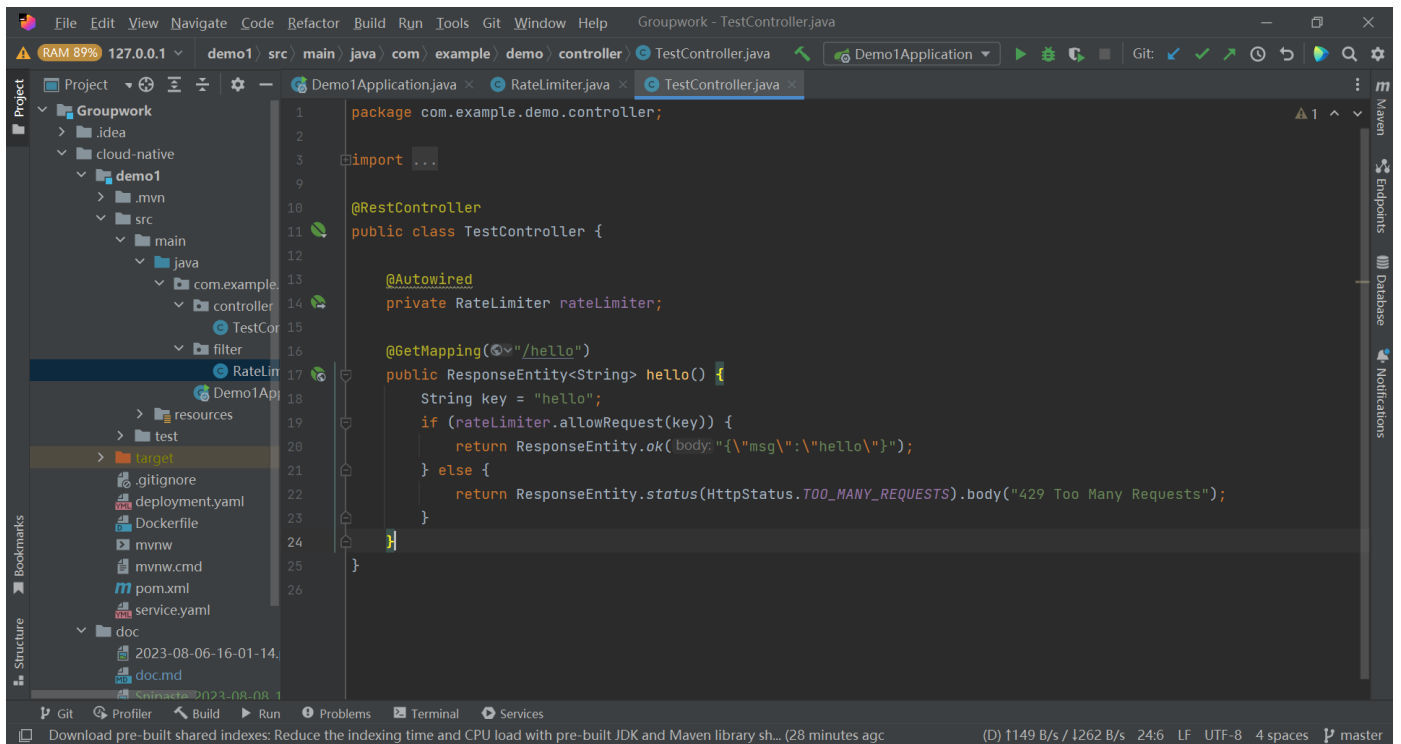 File Edit View Navigate Code Refactor Build Run Tools Git Window Help Groupwork - TestController.java
RAM 89% 127.0.0.1 demo1 src main java com example demo controller TestController.java Demo1Application Git:
Project Demo1Application.java RateLimiter.java TestController.java
Project
Bookmarks
Structure
Groupwork
.idea
cloud-native
demo1
.mvn
src
main
java
com.example.
controller
TestCor
filter
RateLim
Demo1Ap
resources
test
target
.gitignore
deployment.yaml
Dockerfile
mvnw
mvnw.cmd
pom.xml
service.yaml
doc
2023-08-06-16-01-14.
doc.md
Snipaste_2023-08-08_1
1 package com.example.demo.controller;
2
3 import ...
9
10 @RestController
11 public class TestController {
12
13 @Autowired
14 private RateLimiter rateLimiter;
15
16 @GetMapping("/hello")
17 public ResponseEntity<String> hello() {
18 String key = "hello";
19 if (rateLimiter.allowRequest(key)) {
20 return ResponseEntity.ok( body: "{\"msg\":\"hello\"}");
21 } else {
22 return ResponseEntity.status(HttpStatus.TOO_MANY_REQUESTS).body("429 Too Many Requests");
23 }
24 }
25 }
26
1
m
Maven
Endpoints
Database
Notifications
Git Profiler Build Run Problems Terminal Services
Download pre-built shared indexes: Reduce the indexing time and CPU load with pre-built JDK and Maven library sh... (28 minutes agc (D) ↑149 B/s / ↓262 B/s 24:6 LF UTF-8 4 spaces master